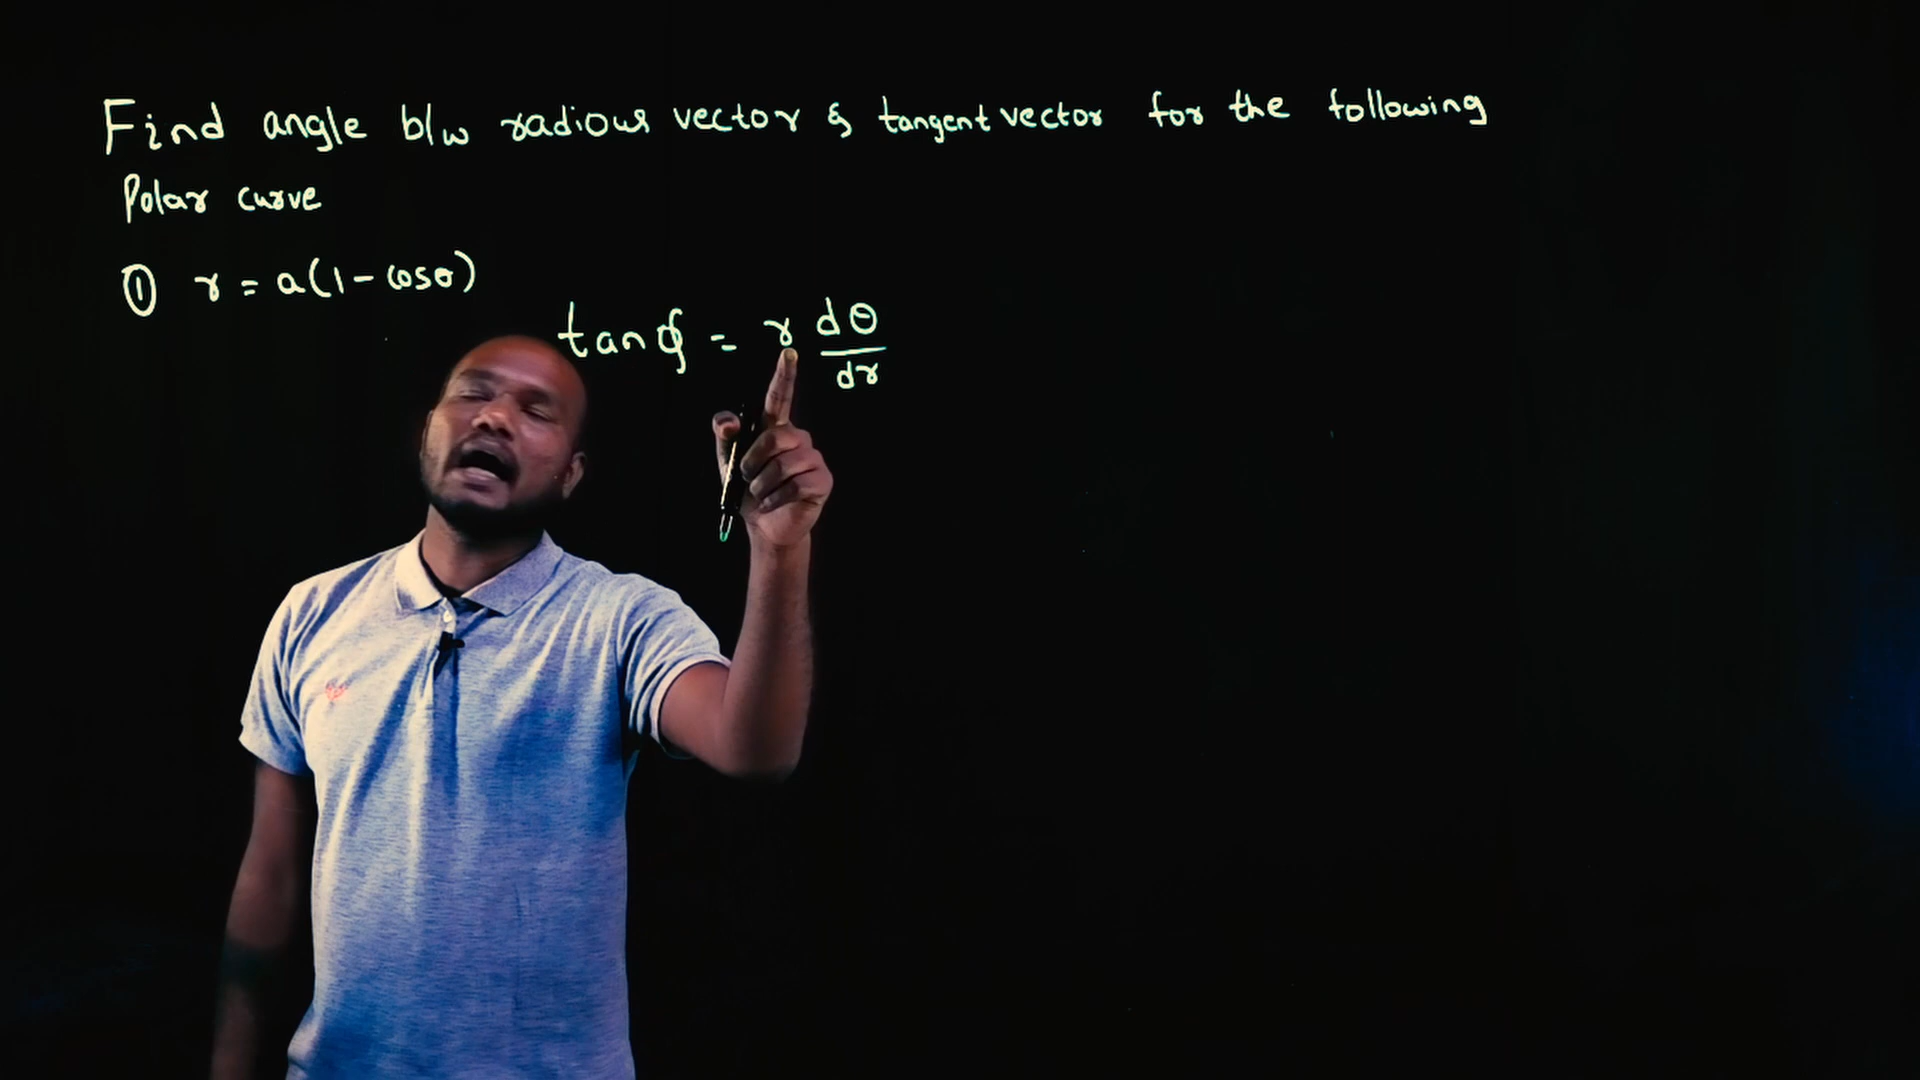 Find angle b/w radious vector & tangent vector for the following
Polar curve
① r = a(1 - cosθ)
tan ϕ = r dθ/dr